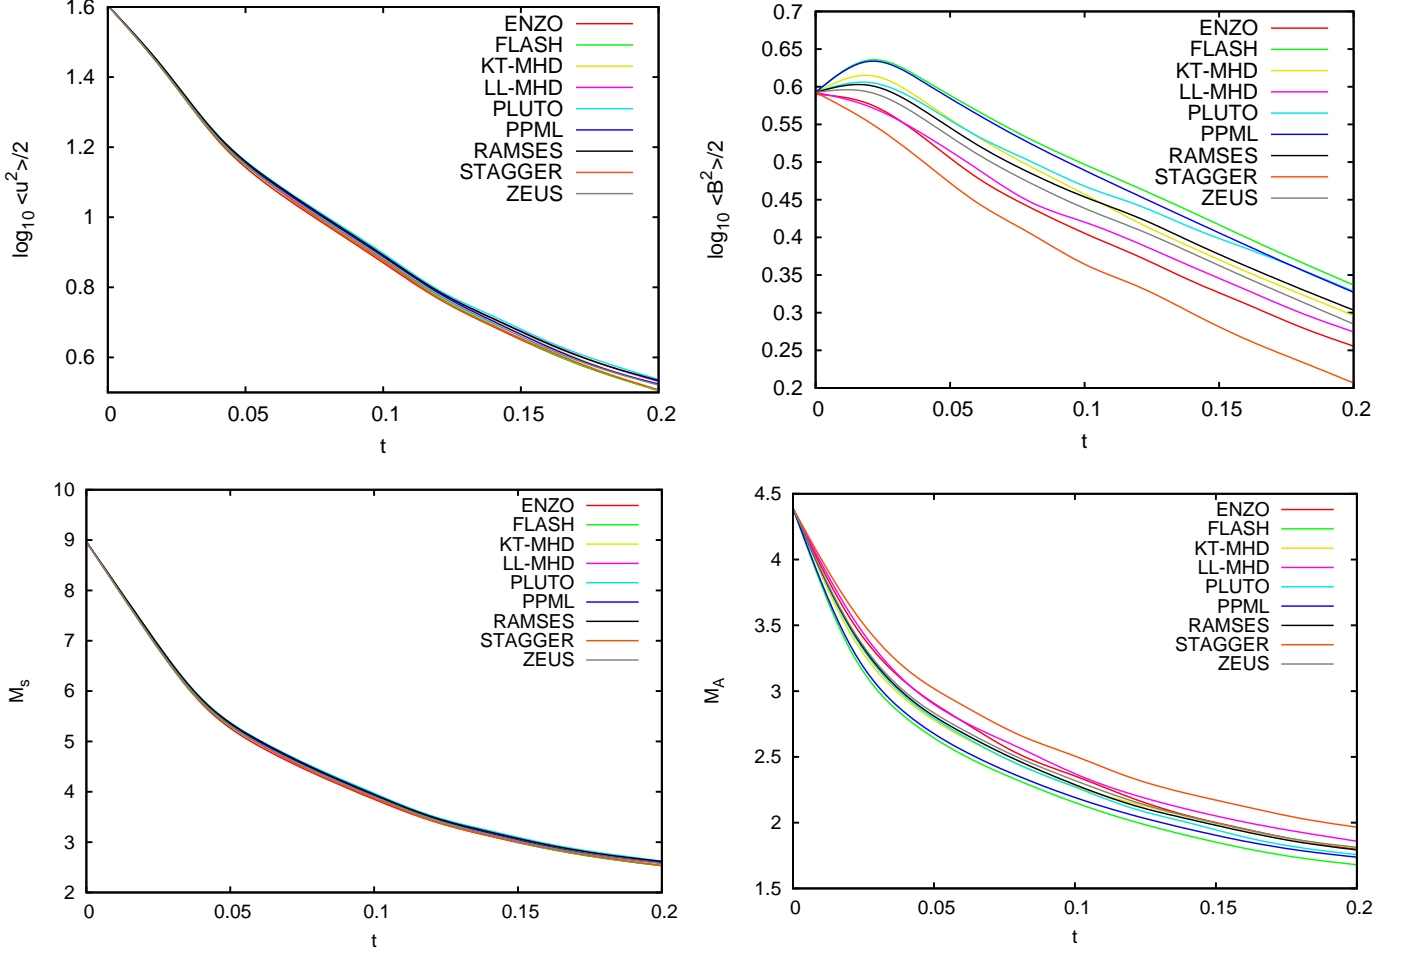 log10 <u2>/2
1.6
1.4
1.2
1
0.8
0.6
0 0.05 0.1 0.15 0.2
t
ENZO
FLASH
KT-MHD
LL-MHD
PLUTO
PPML
RAMSES
STAGGER
ZEUS
log10 <B2>/2
0.7
0.65
0.6
0.55
0.5
0.45
0.4
0.35
0.3
0.25
0.2
0 0.05 0.1 0.15 0.2
t
ENZO
FLASH
KT-MHD
LL-MHD
PLUTO
PPML
RAMSES
STAGGER
ZEUS
Ms
10
9
8
7
6
5
4
3
2
0 0.05 0.1 0.15 0.2
t
ENZO
FLASH
KT-MHD
LL-MHD
PLUTO
PPML
RAMSES
STAGGER
ZEUS
MA
4.5
4
3.5
3
2.5
2
1.5
0 0.05 0.1 0.15 0.2
t
ENZO
FLASH
KT-MHD
LL-MHD
PLUTO
PPML
RAMSES
STAGGER
ZEUS